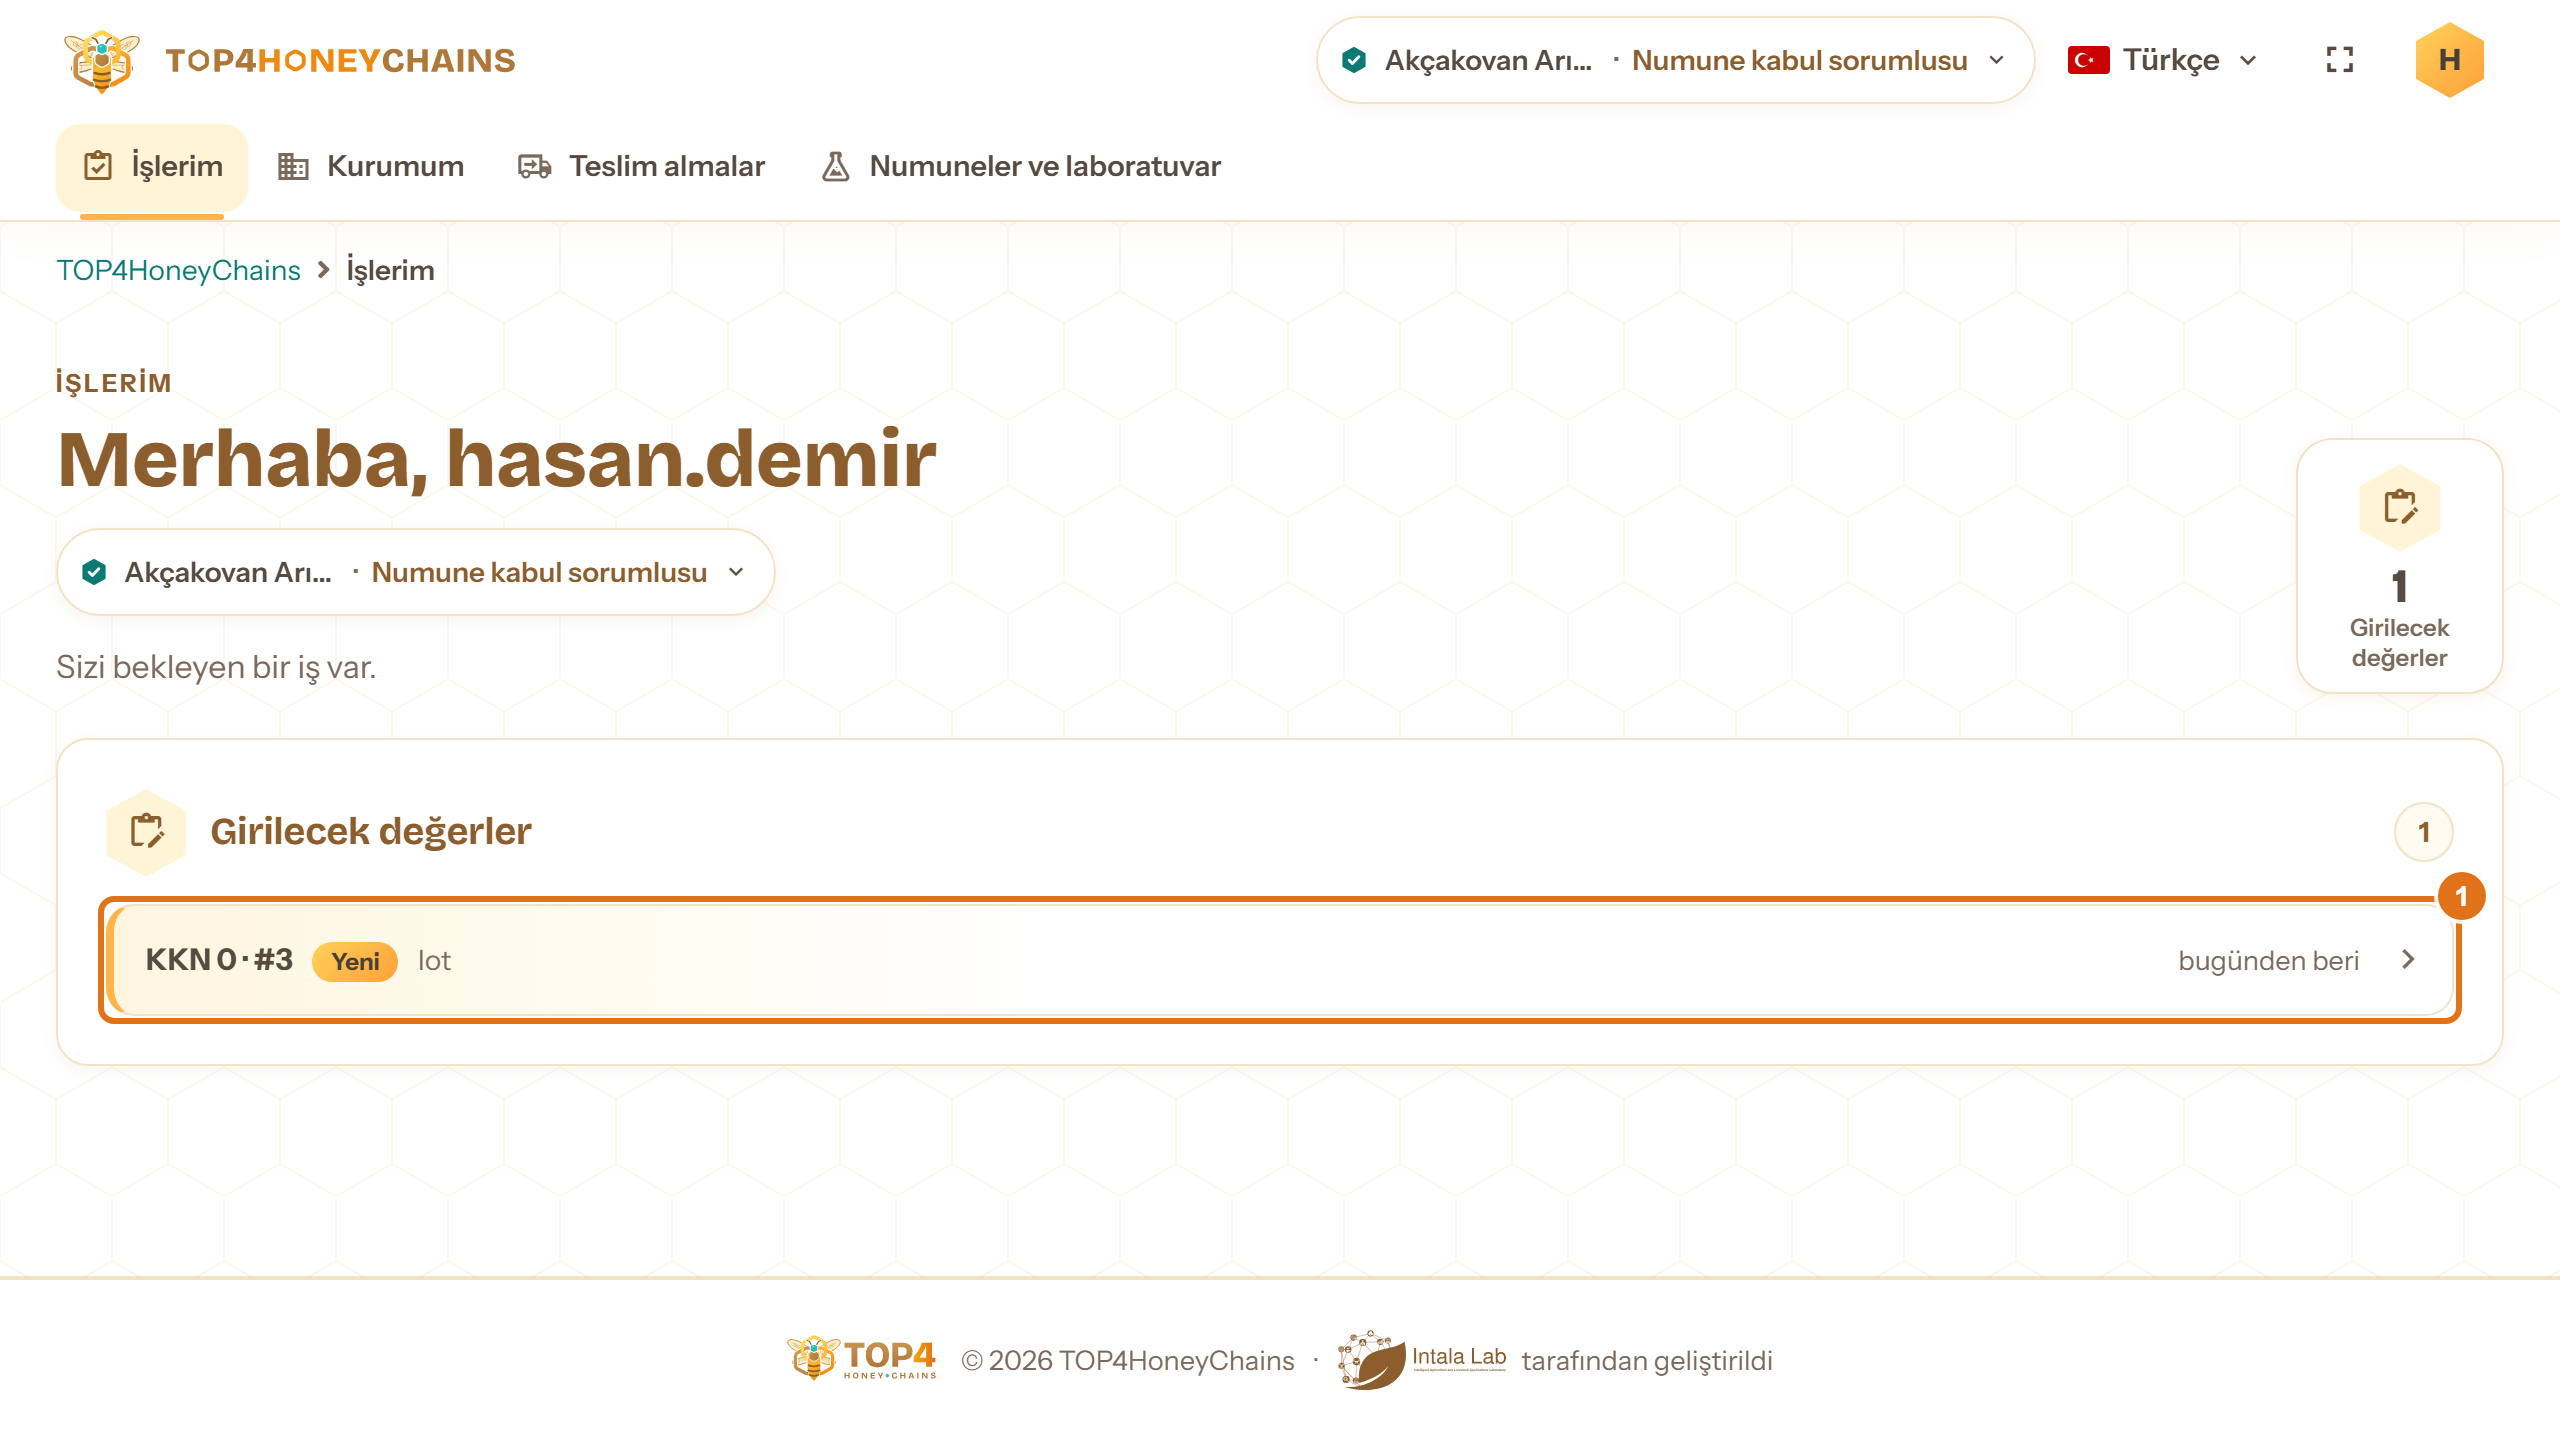 TOP4HONEYCHAINS
Akçakovan Arı... · Numune kabul sorumlusu
Türkçe
H
İşlerim
Kurumum
Teslim almalar
Numuneler ve laboratuvar
TOP4HoneyChains > İşlerim
İŞLERİM
Merhaba, hasan.demir
Akçakovan Arı... · Numune kabul sorumlusu
Sizi bekleyen bir iş var.
1
Girilecek
değerler
Girilecek değerler
1
1
KKN 0 · #3 Yeni lot
bugünden beri
TOP4
HONEY CHAINS
© 2026 TOP4HoneyChains ·
Intala Lab
tarafından geliştirildi